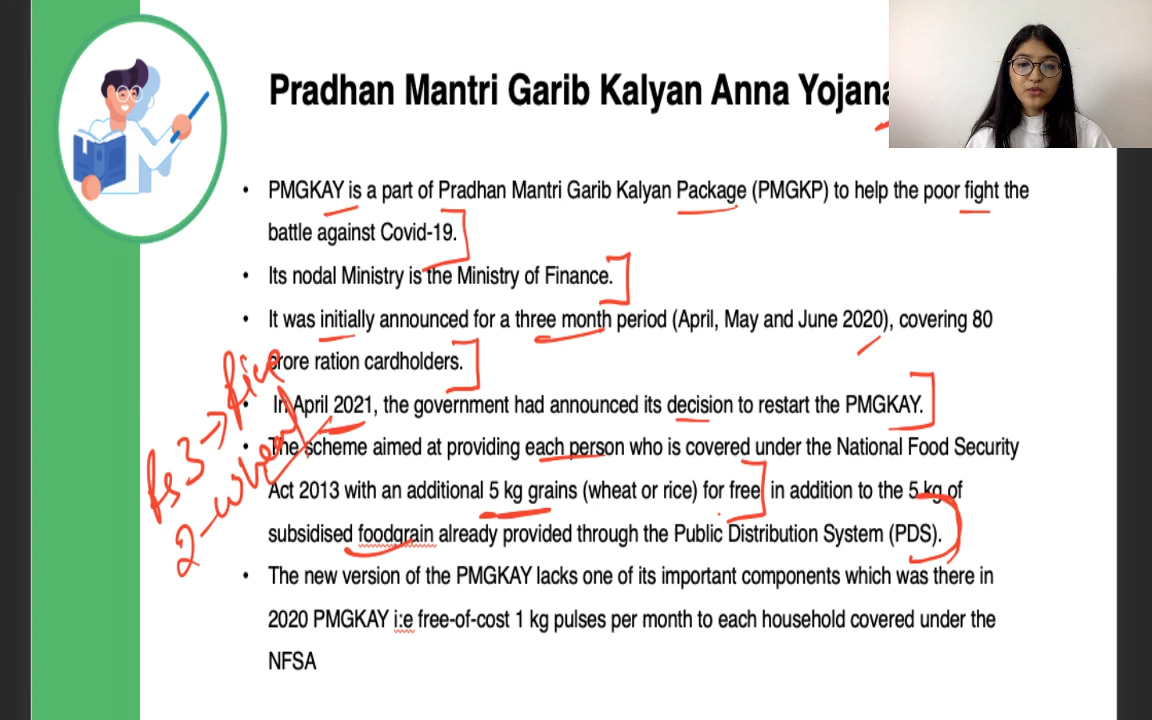 Pradhan Mantri Garib Kalyan Anna Yojana
• PMGKAY is a part of Pradhan Mantri Garib Kalyan Package (PMGKP) to help the poor fight the
battle against Covid-19.
• Its nodal Ministry is the Ministry of Finance.
• It was initially announced for a three month period (April, May and June 2020), covering 80
crore ration cardholders.
• In April 2021, the government had announced its decision to restart the PMGKAY.
• The scheme aimed at providing each person who is covered under the National Food Security
Act 2013 with an additional 5 kg grains (wheat or rice) for free in addition to the 5 kg of
subsidised foodgrain already provided through the Public Distribution System (PDS).
• The new version of the PMGKAY lacks one of its important components which was there in
2020 PMGKAY i:e free-of-cost 1 kg pulses per month to each household covered under the
NFSA
Rs 3 → rice
2 - wheat